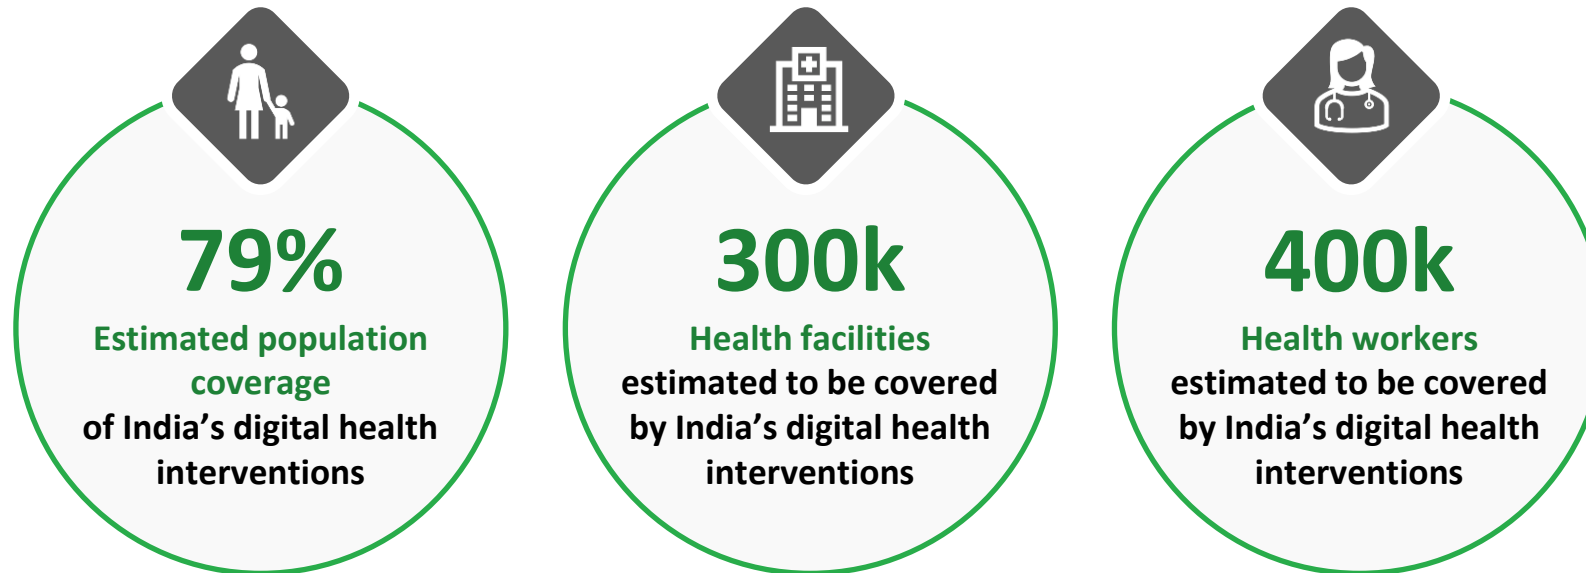 79%
Estimated population
coverage
of India’s digital health
interventions
300k
Health facilities
estimated to be covered
by India’s digital health
interventions
400k
Health workers
estimated to be covered
by India’s digital health
interventions